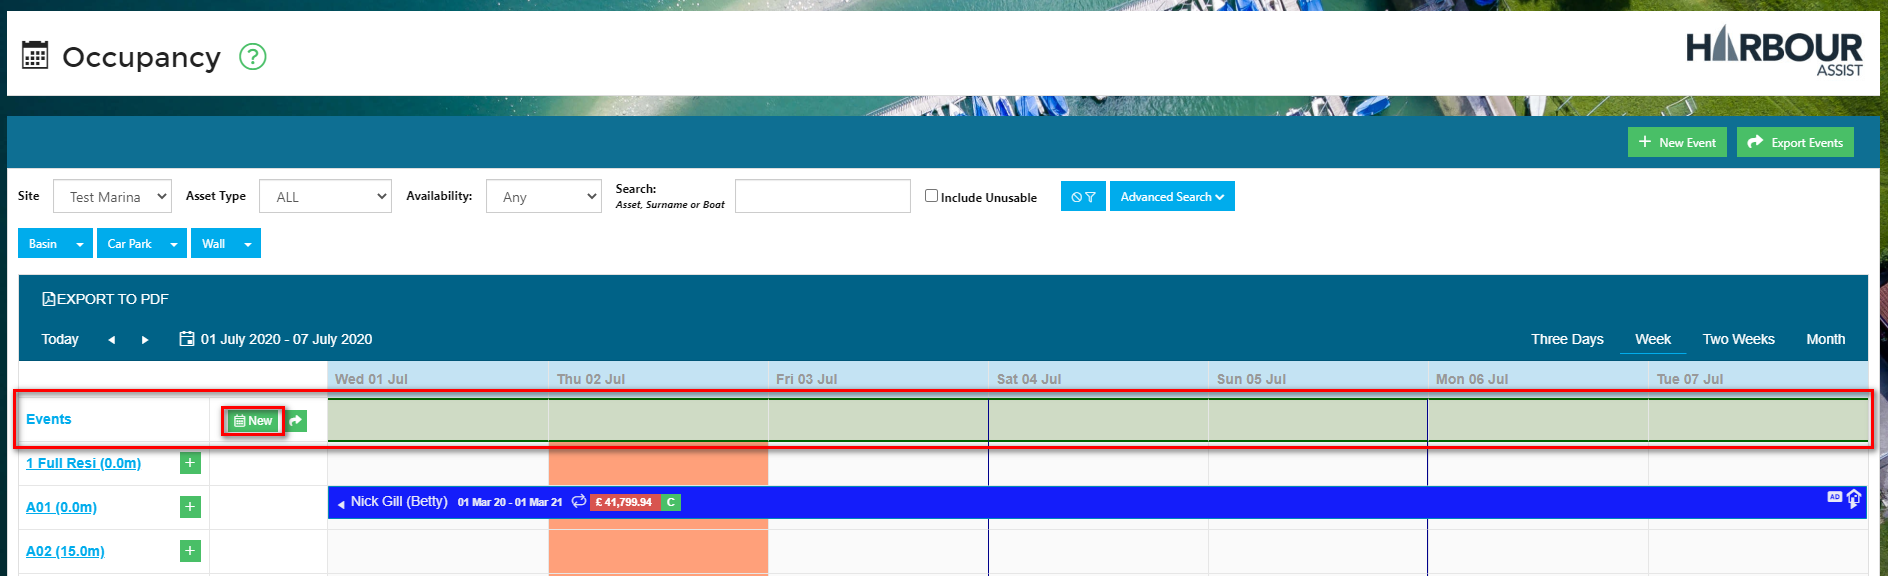 Occupancy ?
HARBOUR
ASSIST
+ New Event
Export Events
Site
Test Marina
Asset Type
ALL
Availability:
Any
Search:
Asset, Surname or Boat
Include Unusable
Advanced Search
Basin
Car Park
Wall
EXPORT TO PDF
Today
01 July 2020 - 07 July 2020
Three Days
Week
Two Weeks
Month
Wed 01 Jul
Thu 02 Jul
Fri 03 Jul
Sat 04 Jul
Sun 05 Jul
Mon 06 Jul
Tue 07 Jul
Events
New
1 Full Resi (0.0m)
+
A01 (0.0m)
+
Nick Gill (Betty) 01 Mar 20 - 01 Mar 21 £ 41,799.94 C
AD
A02 (15.0m)
+